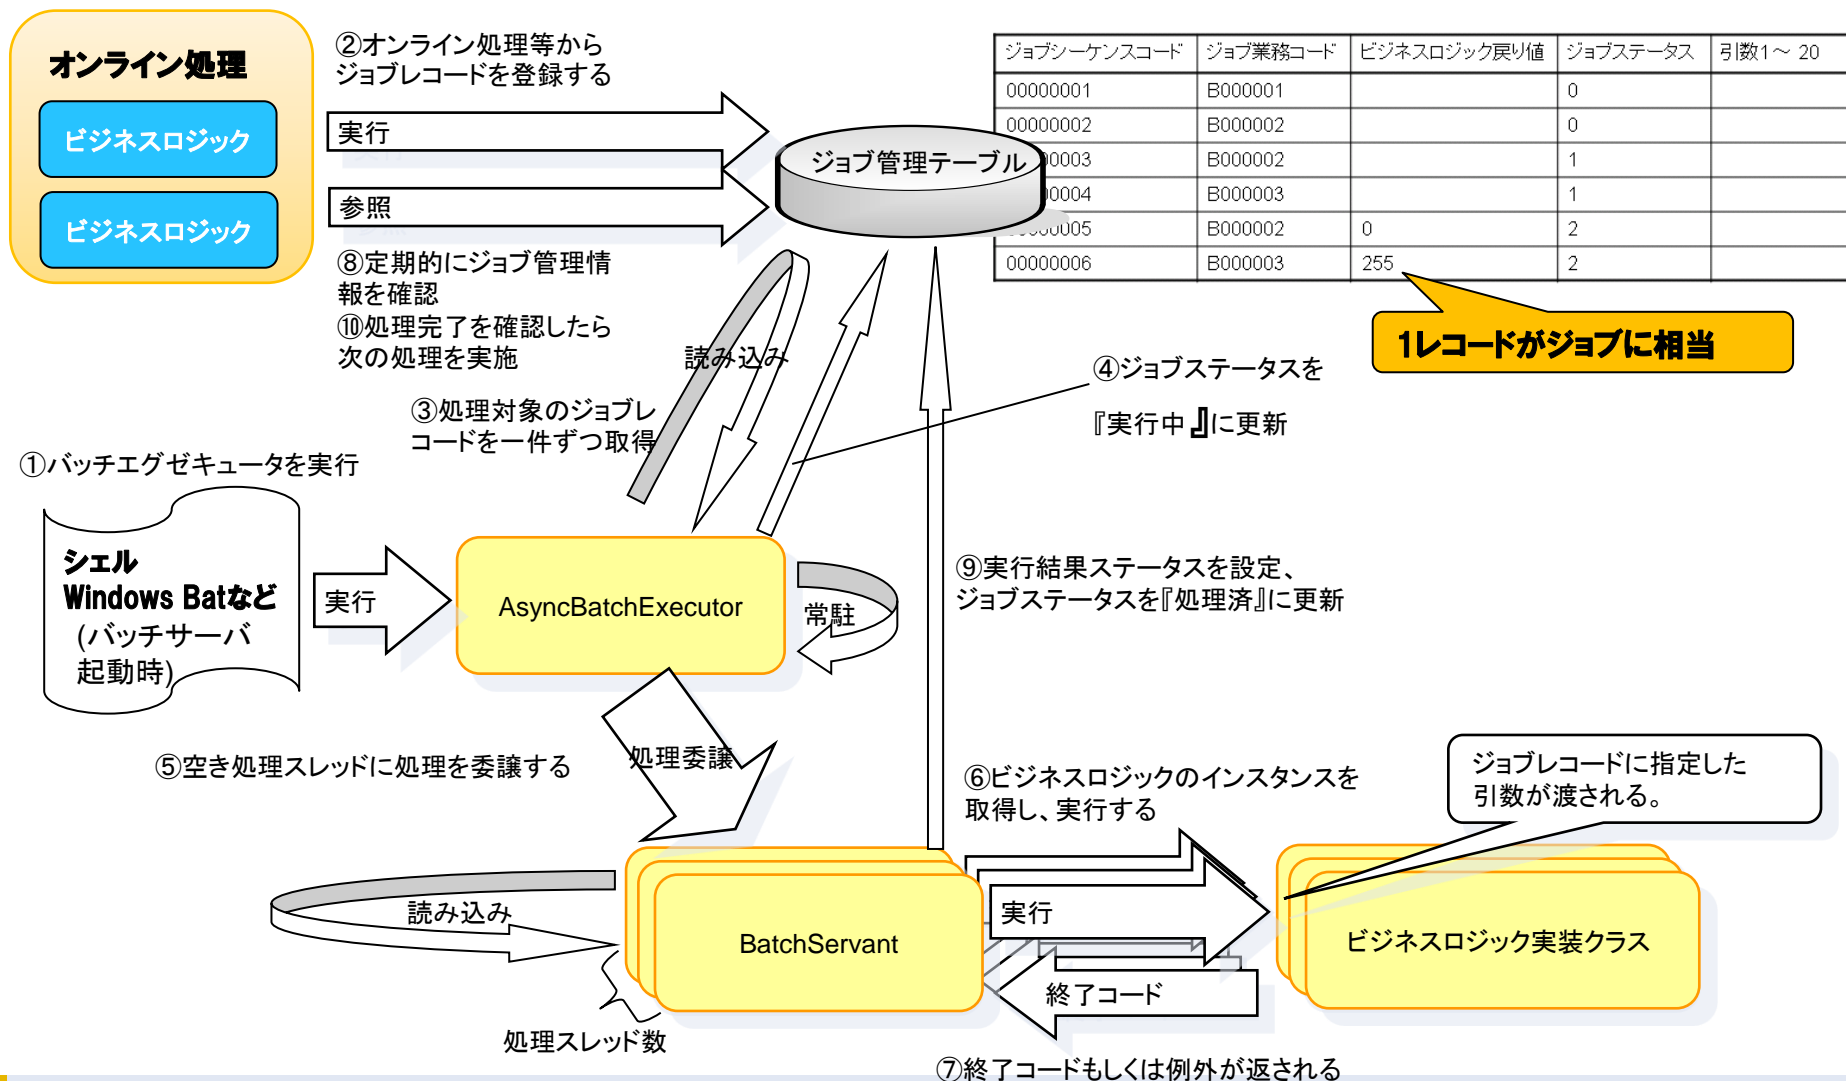 オンライン処理
ビジネスロジック
ビジネスロジック
②オンライン処理等から
ジョブレコードを登録する
実行
参照
ジョブ管理テーブル
⑧定期的にジョブ管理情
報を確認
⑩処理完了を確認したら
次の処理を実施
ジョブシーケンスコード ジョブ業務コード ビジネスロジック戻り値 ジョブステータス 引数1～ 20
00000001 B000001 0
00000002 B000002 0
00003 B000002 1
0004 B000003 1
00000005 B000002 0 2
00000006 B000003 255 2
1レコードがジョブに相当
読み込み
③処理対象のジョブレ
コードを一件ずつ取得
④ジョブステータスを
『実行中』に更新
①バッチエグゼキュータを実行
シェル
Windows Batなど
(バッチサーバ
起動時)
実行
AsyncBatchExecutor
常駐
⑨実行結果ステータスを設定、
ジョブステータスを『処理済』に更新
⑤空き処理スレッドに処理を委譲する
処理委譲
⑥ビジネスロジックのインスタンスを
取得し、実行する
ジョブレコードに指定した
引数が渡される。
読み込み
BatchServant
実行
終了コード
ビジネスロジック実装クラス
処理スレッド数
⑦終了コードもしくは例外が返される